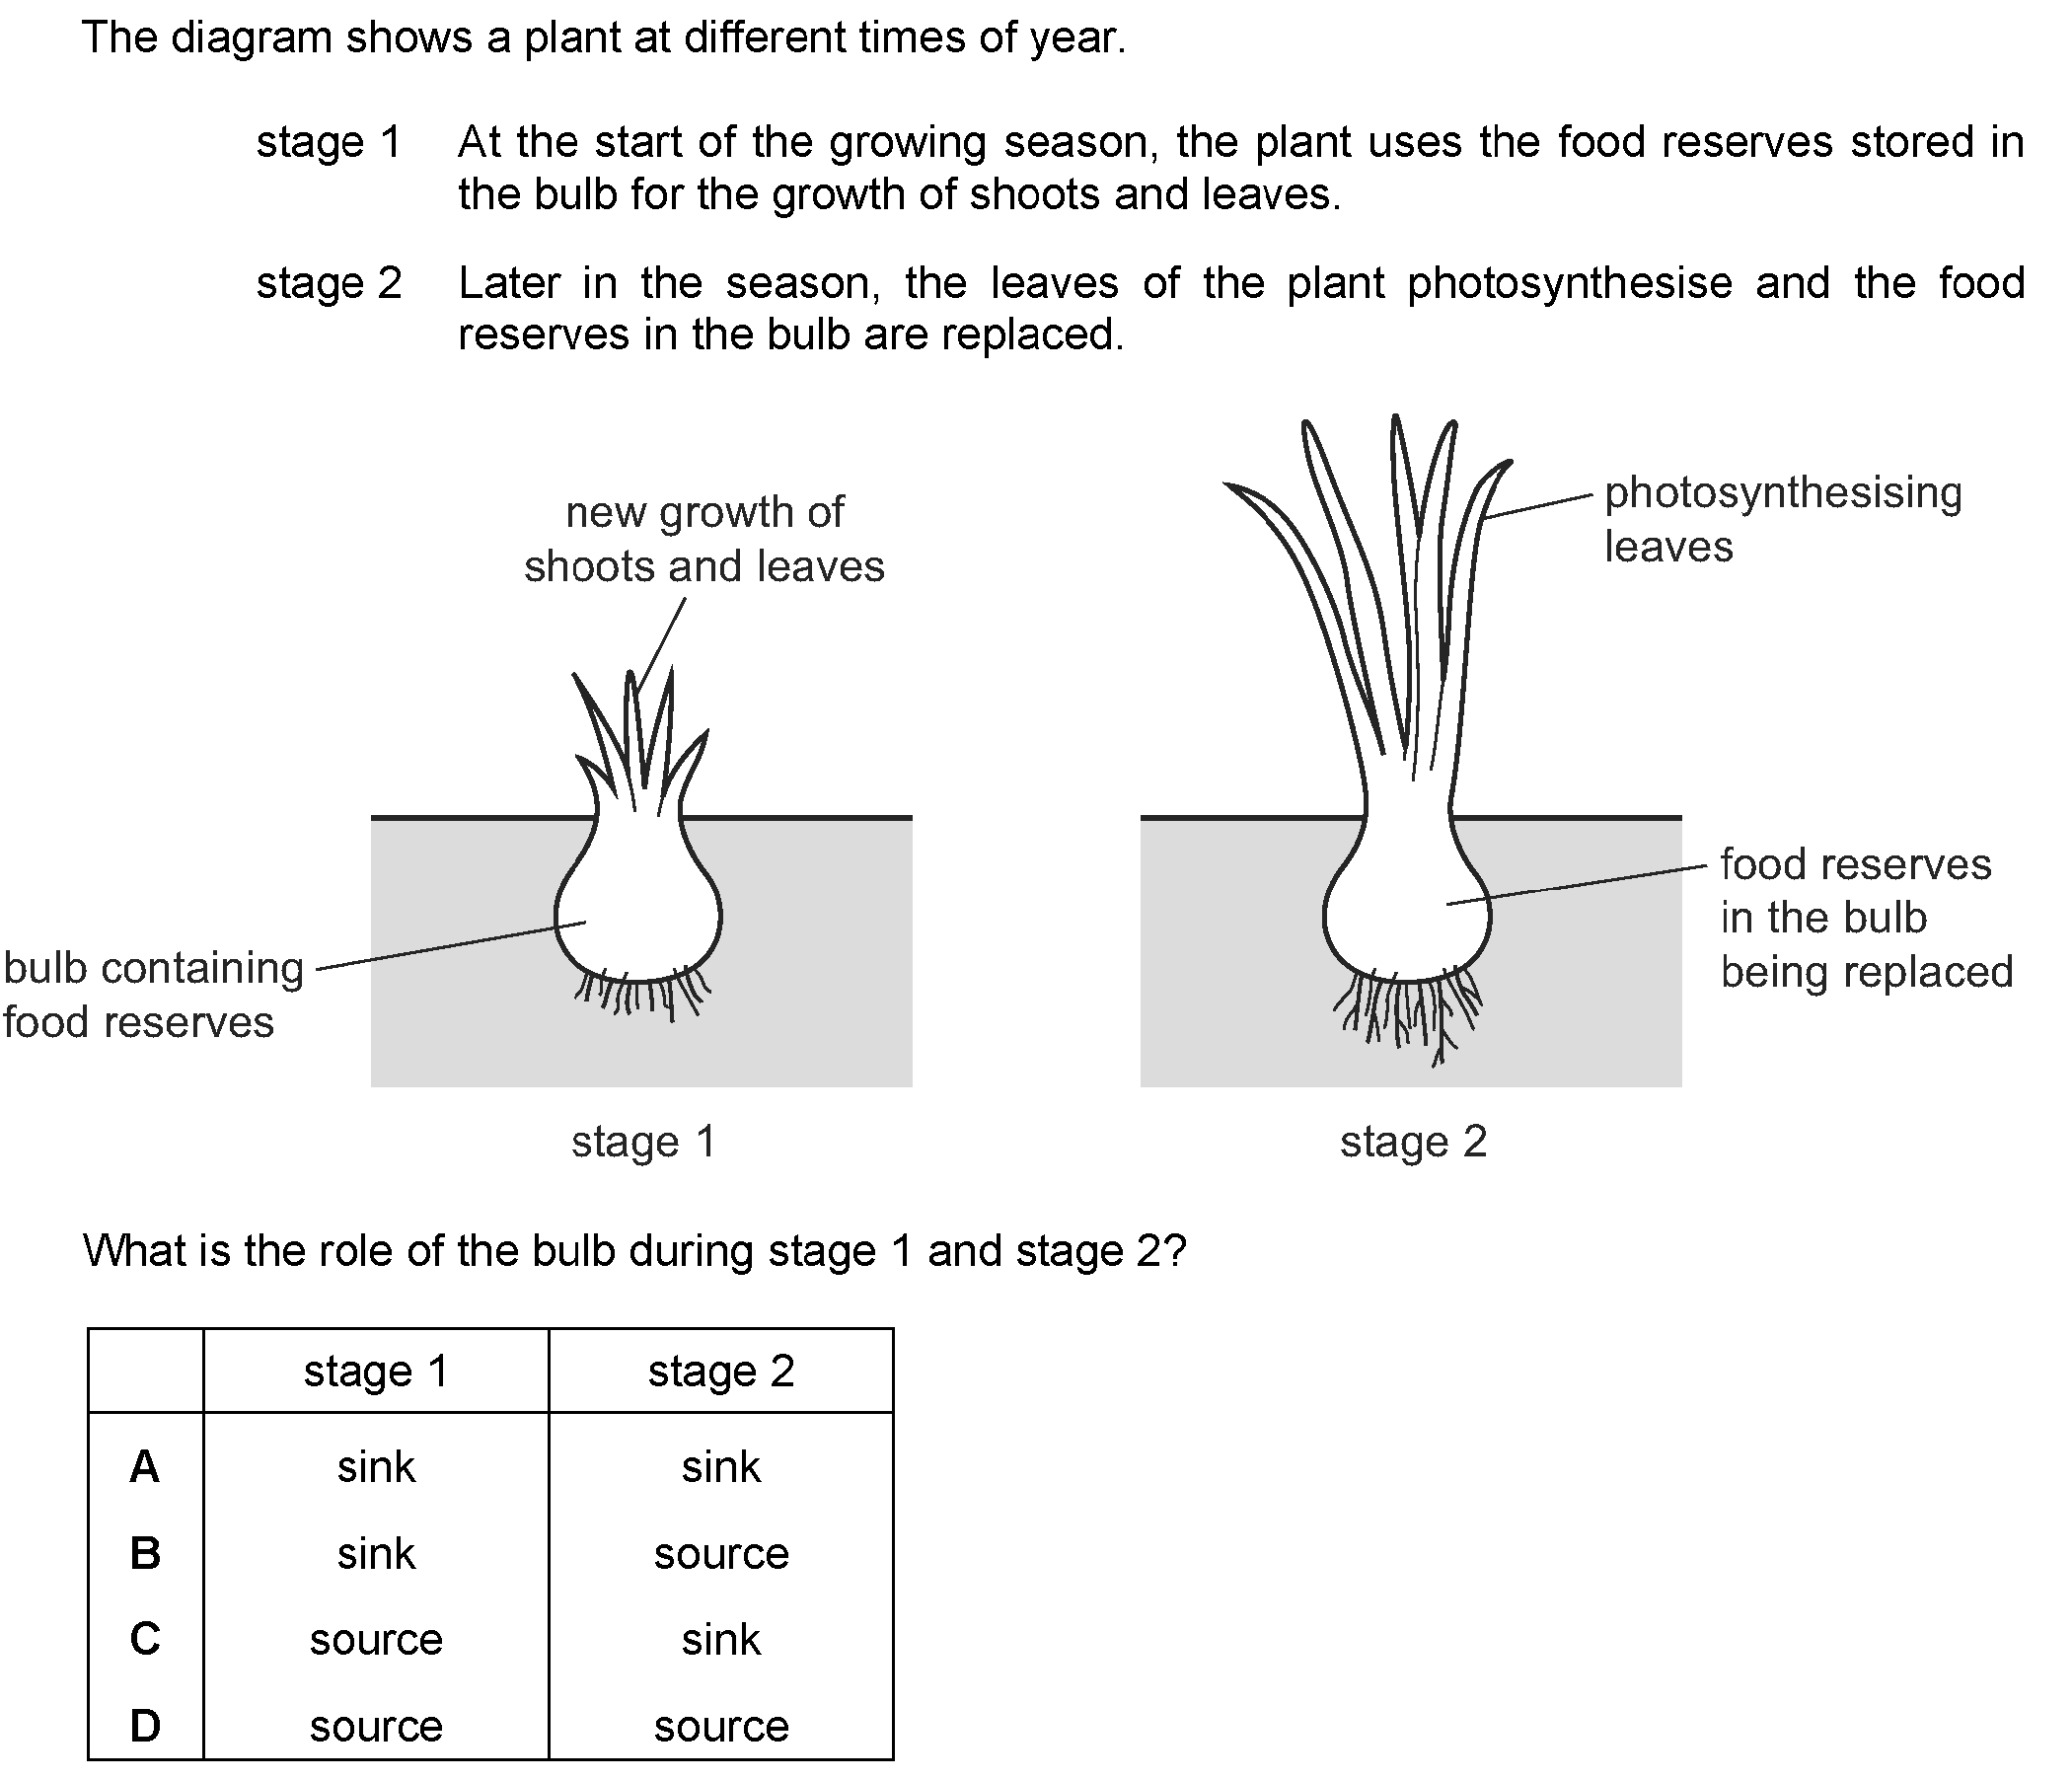 The diagram shows a plant at different times of year.
stage 1 At the start of the growing season, the plant uses the food reserves stored in
the bulb for the growth of shoots and leaves.
stage 2 Later in the season, the leaves of the plant photosynthesise and the food
reserves in the bulb are replaced.
new growth of
shoots and leaves
bulb containing
food reserves
stage 1
photosynthesising
leaves
food reserves
in the bulb
being replaced
stage 2
What is the role of the bulb during stage 1 and stage 2?
stage 1 stage 2
A sink sink
B sink source
C source sink
D source source